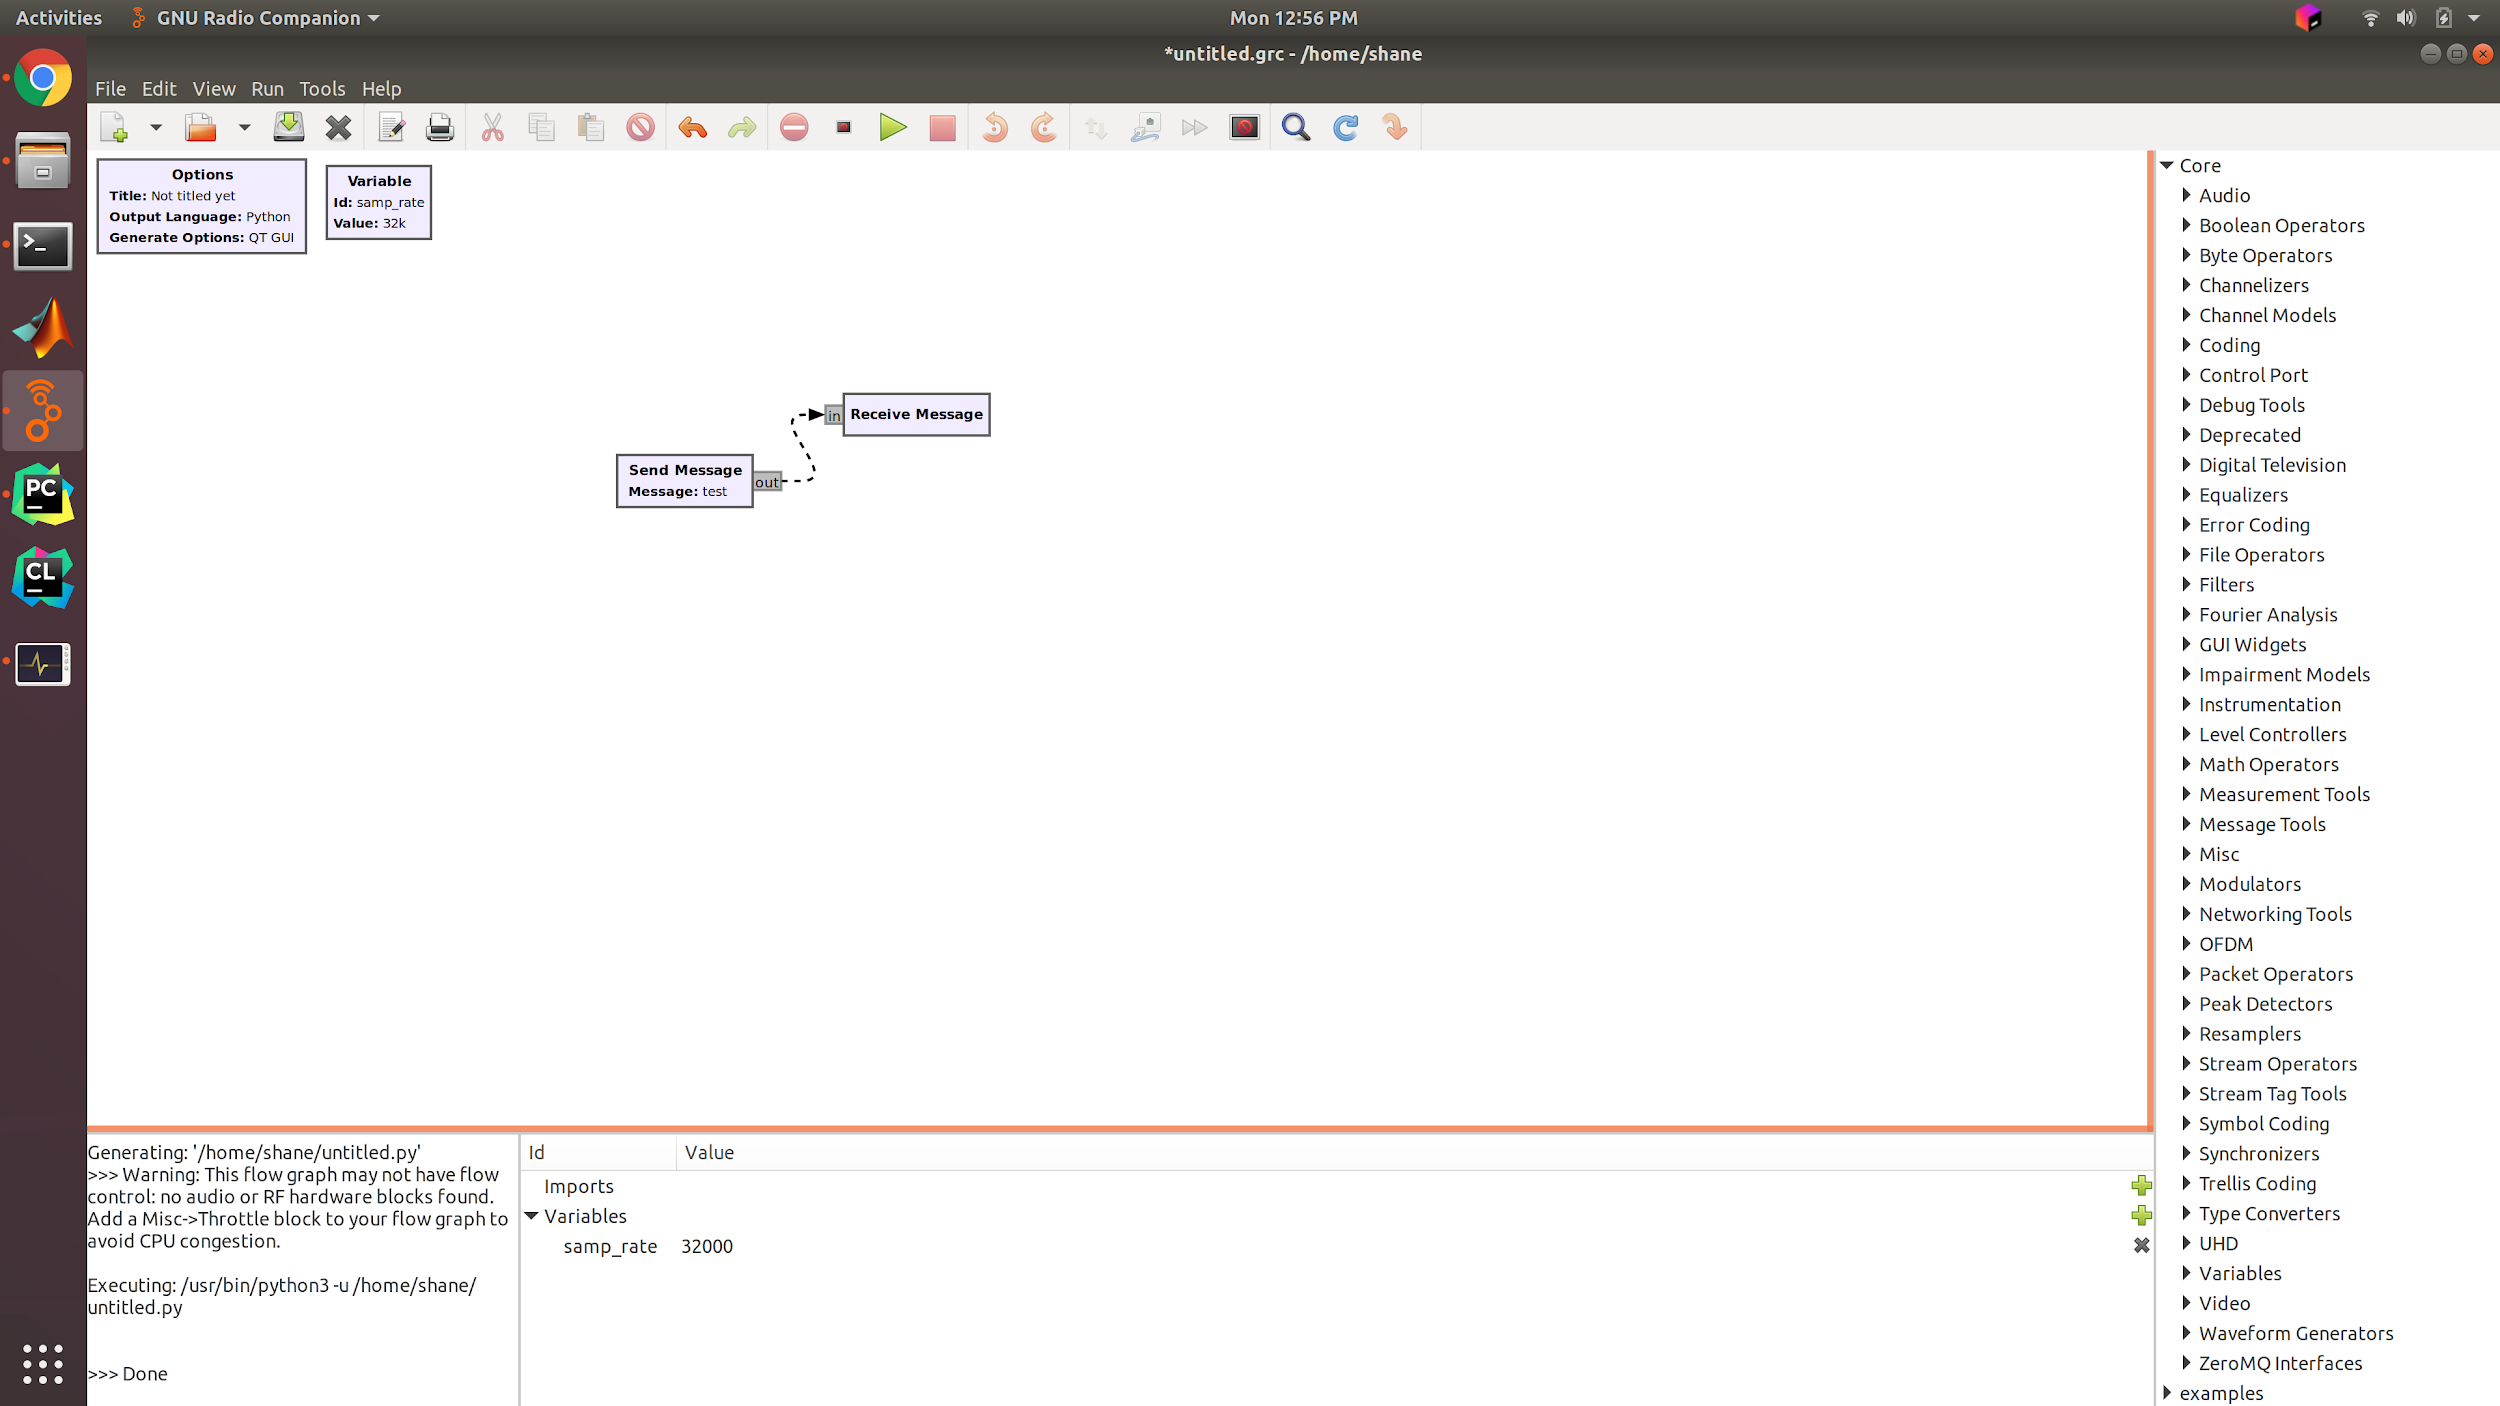 Activities
GNU Radio Companion
Mon 12:56 PM
*untitled.grc - /home/shane
File Edit View Run Tools Help
Options
Title: Not titled yet
Output Language: Python
Generate Options: QT GUI
Variable
Id: samp_rate
Value: 32k
in
Receive Message
Send Message
Message: test
out
PC
CL
>_
Core
Audio
Boolean Operators
Byte Operators
Channelizers
Channel Models
Coding
Control Port
Debug Tools
Deprecated
Digital Television
Equalizers
Error Coding
File Operators
Filters
Fourier Analysis
GUI Widgets
Impairment Models
Instrumentation
Level Controllers
Math Operators
Measurement Tools
Message Tools
Misc
Modulators
Networking Tools
OFDM
Packet Operators
Peak Detectors
Resamplers
Stream Operators
Stream Tag Tools
Symbol Coding
Synchronizers
Trellis Coding
Type Converters
UHD
Variables
Video
Waveform Generators
ZeroMQ Interfaces
examples
Generating: '/home/shane/untitled.py'
>>> Warning: This flow graph may not have flow
control: no audio or RF hardware blocks found.
Add a Misc->Throttle block to your flow graph to
avoid CPU congestion.
Executing: /usr/bin/python3 -u /home/shane/
untitled.py
>>> Done
Id Value
Imports
Variables
samp_rate 32000